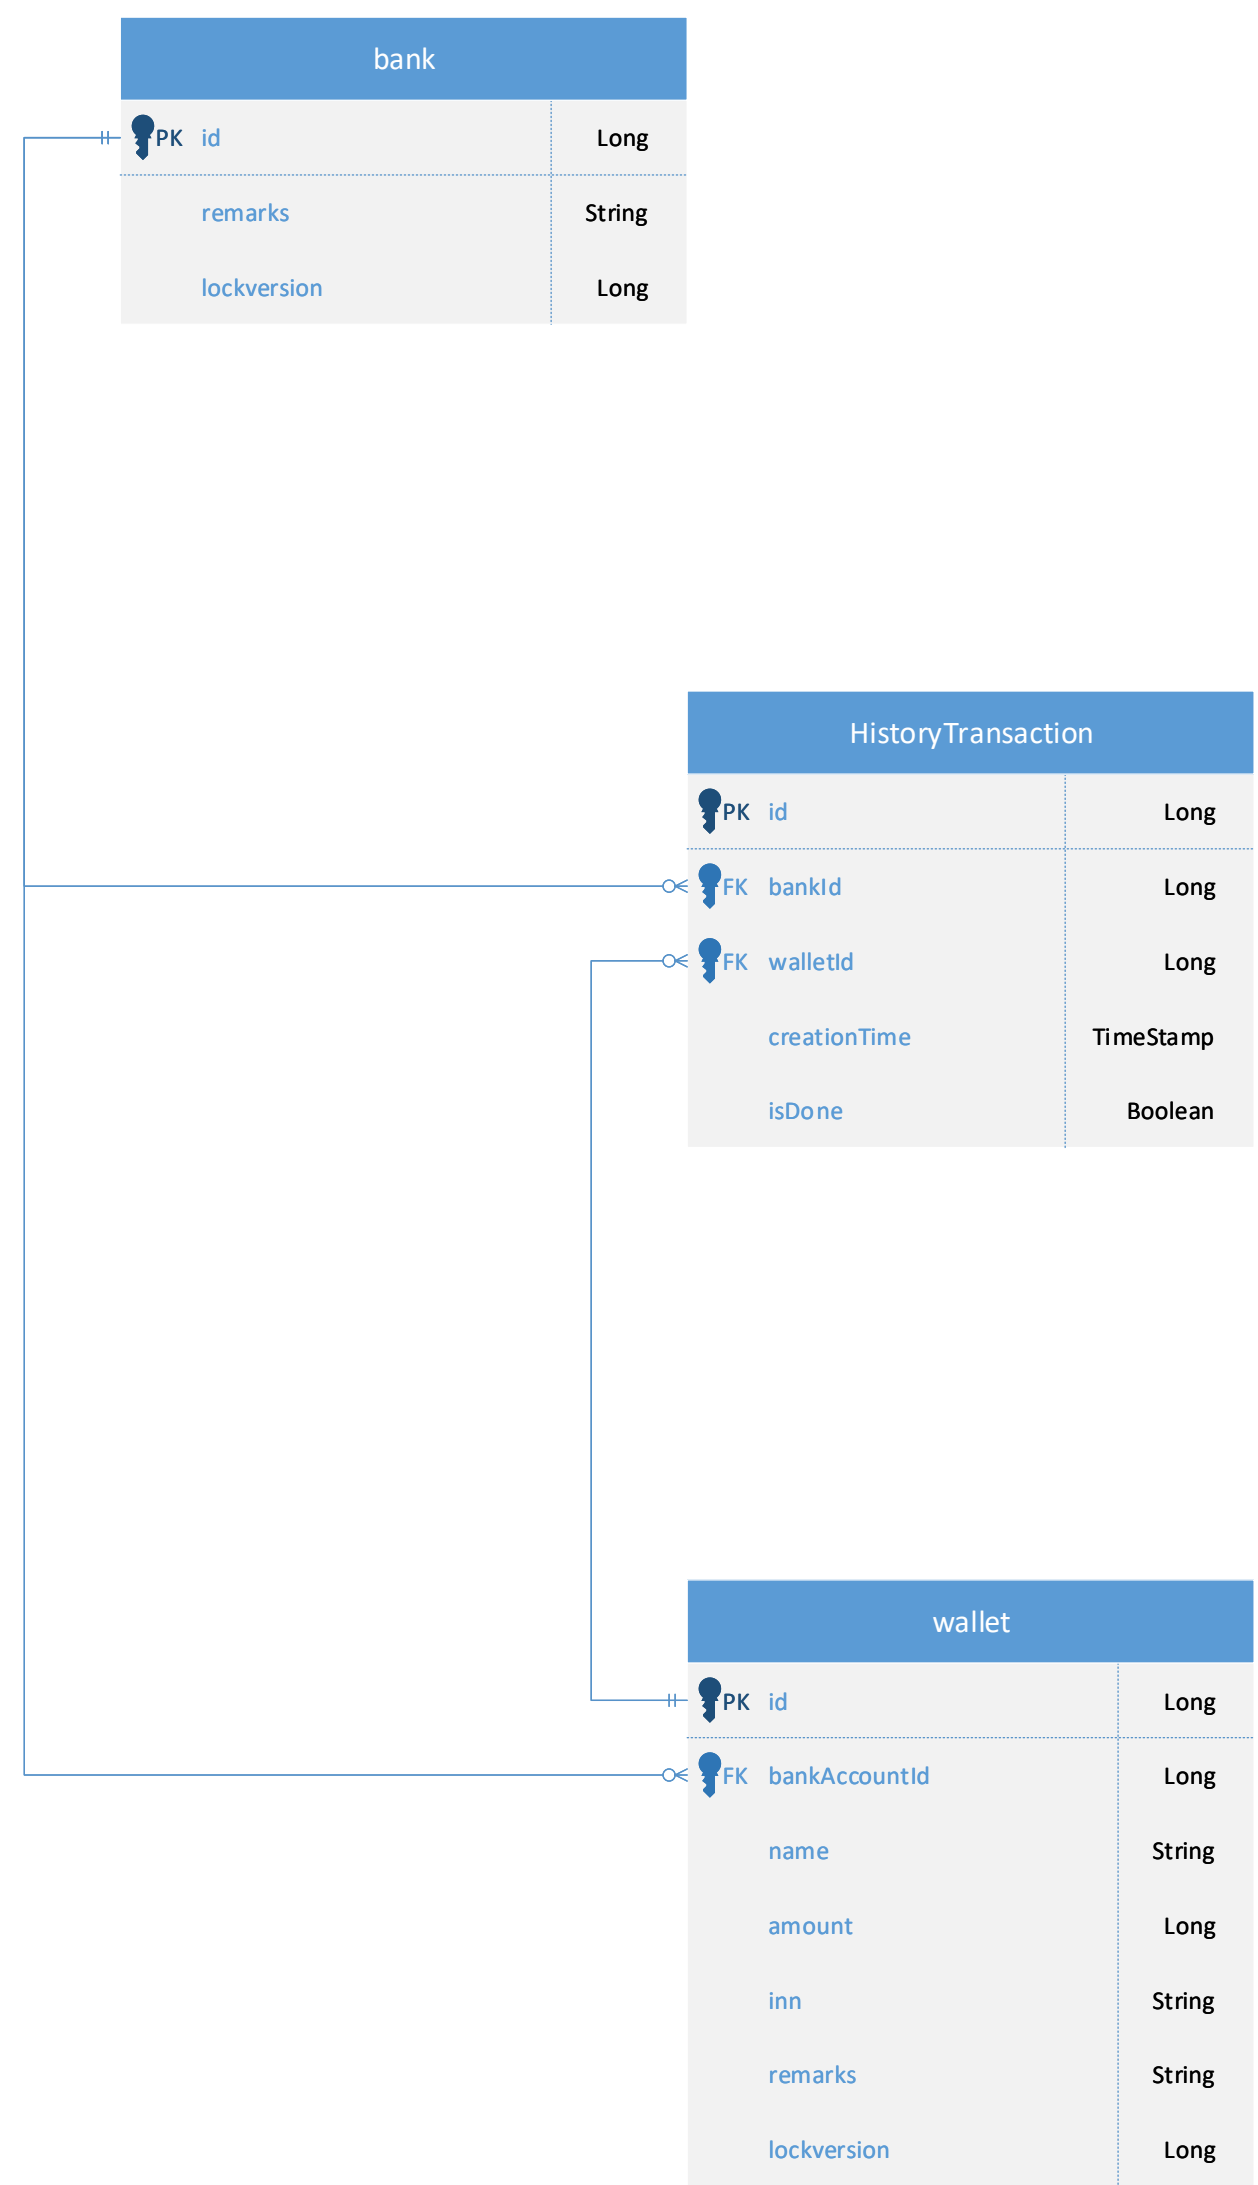 bank
PK id Long
remarks String
lockversion Long
HistoryTransaction
PK id Long
FK bankId Long
FK walletId Long
creationTime TimeStamp
isDone Boolean
wallet
PK id Long
FK bankAccountId Long
name String
amount Long
inn String
remarks String
lockversion Long